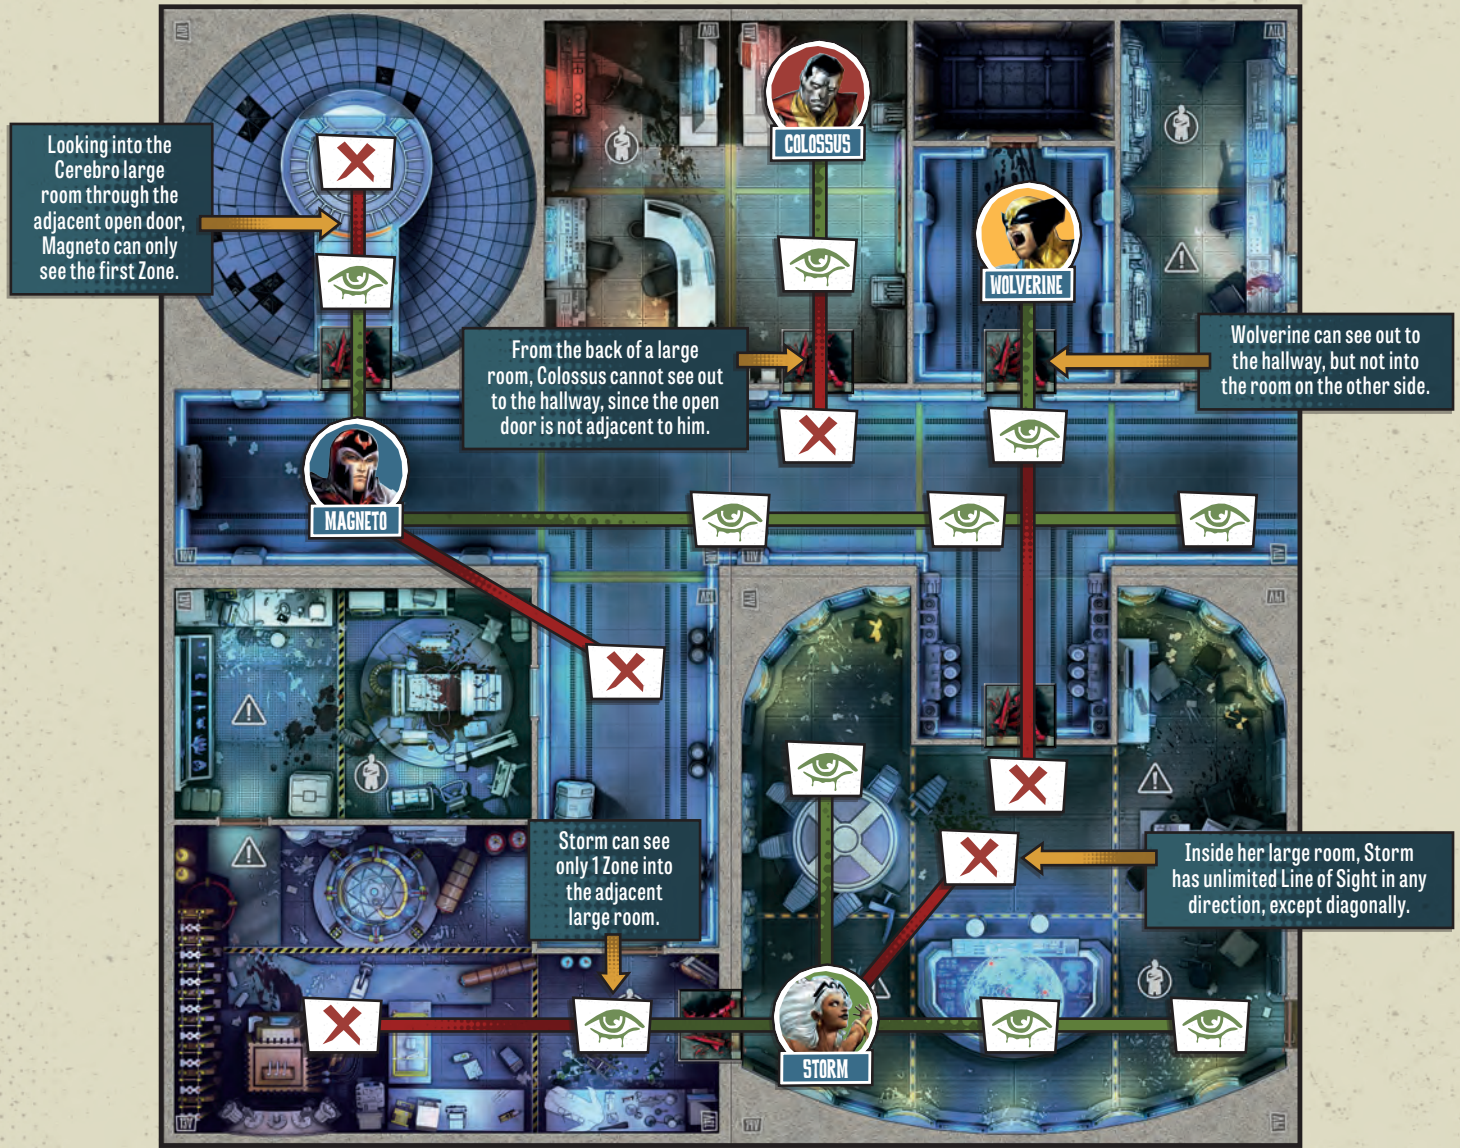 COLOSSUS
Looking into the
Cerebro large
room through the
adjacent open door,
Magneto can only
see the first Zone.
WOLVERINE
From the back of a large
room, Colossus cannot see out
to the hallway, since the open
door is not adjacent to him.
Wolverine can see out to
the hallway, but not into
the room on the other side.
MAGNETO
Storm can see
only 1 Zone into
the adjacent
large room.
Inside her large room, Storm
has unlimited Line of Sight in any
direction, except diagonally.
STORM